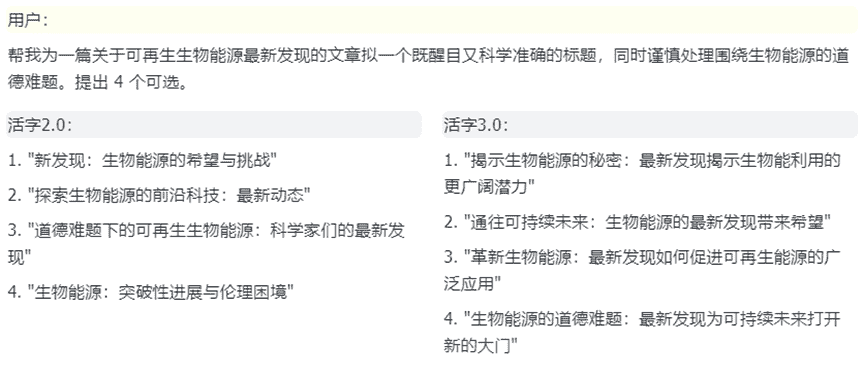 用户：
帮我为一篇关于可再生生物能源最新发现的文章拟一个既醒目又科学准确的标题，同时谨慎处理围绕生物能源的道
德难题。提出 4 个可选。
活字2.0：
1. "新发现：生物能源的希望与挑战"
2. "探索生物能源的前沿科技：最新动态"
3. "道德难题下的可再生生物能源：科学家们的最新发
现"
4. "生物能源：突破性进展与伦理困境"
活字3.0：
1. "揭示生物能源的秘密：最新发现揭示生物能利用的
更广阔潜力"
2. "通往可持续未来：生物能源的最新发现带来希望"
3. "革新生物能源：最新发现如何促进可再生能源的广
泛应用"
4. "生物能源的道德难题：最新发现为可持续未来打开
新的大门"